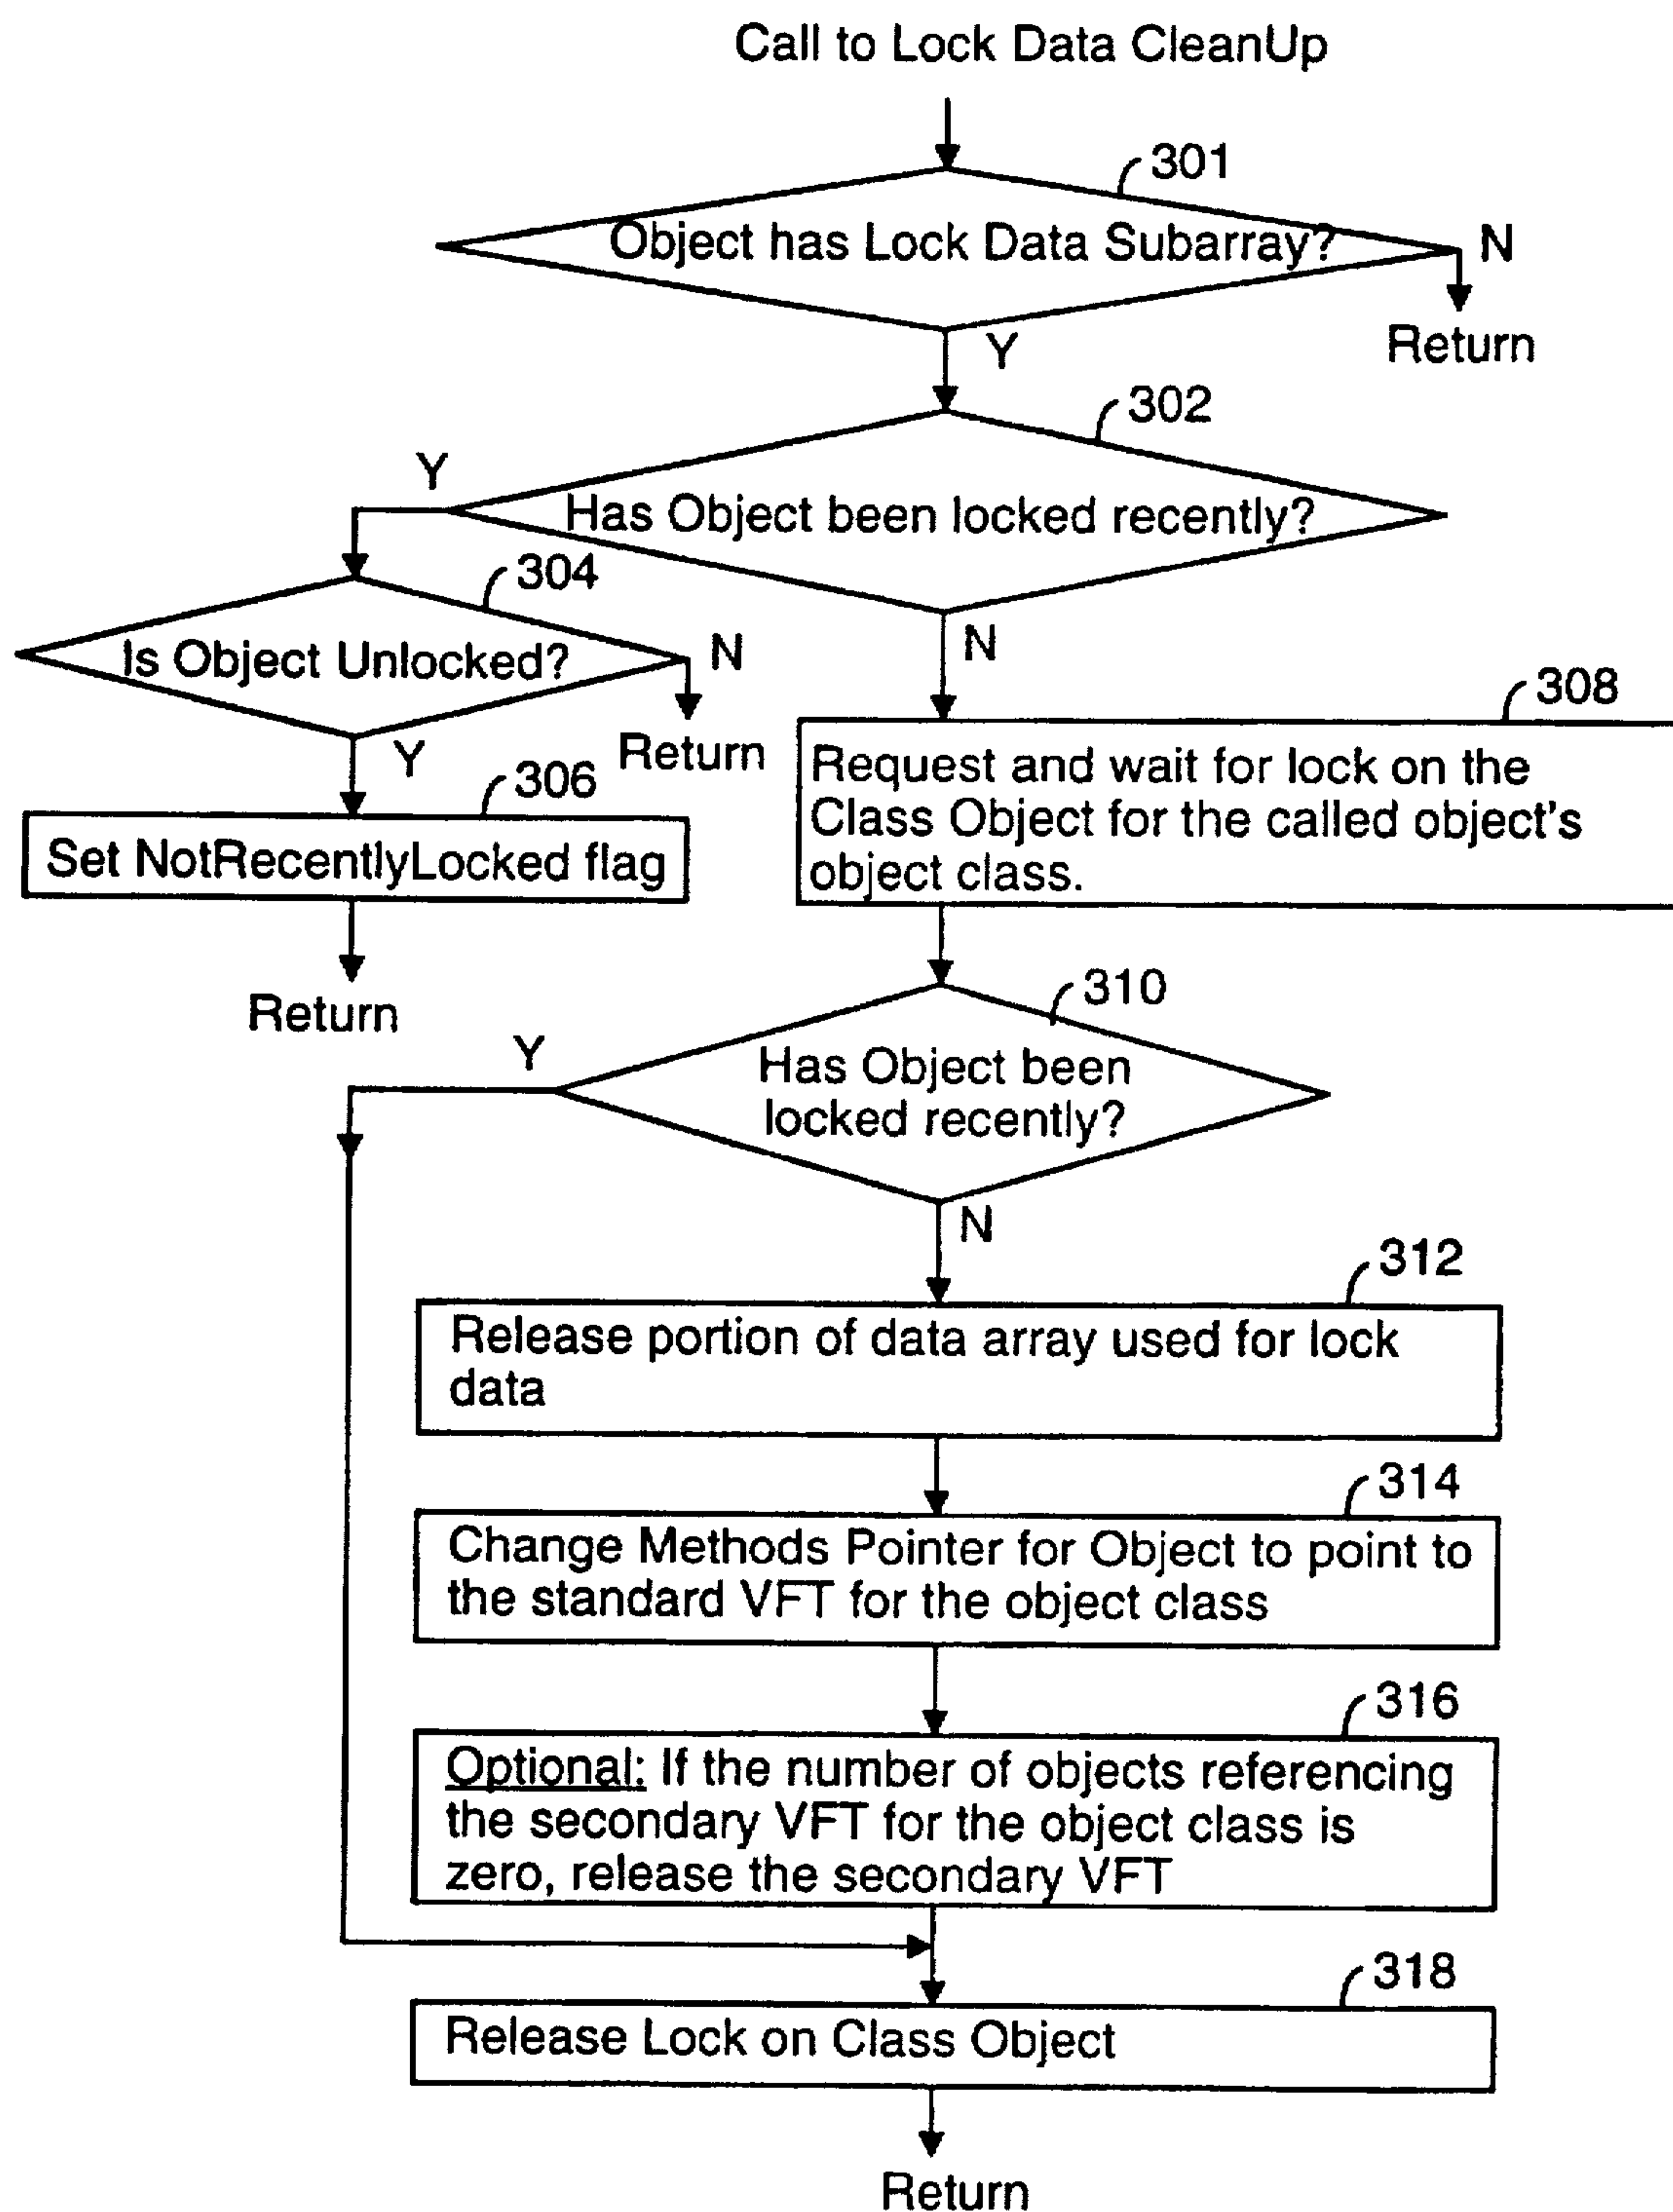 Call to Lock Data CleanUp
301
Object has Lock Data Subarray?
N
Return
Y
302
Y
Has Object been locked recently?
304
N
Is Object Unlocked?
N
308
Return
Y
306
Request and wait for lock on the
Class Object for the called object's
object class.
Set NotRecentlyLocked flag
Return
310
Y
Has Object been
locked recently?
N
312
Release portion of data array used for lock
data
314
Change Methods Pointer for Object to point to
the standard VFT for the object class
316
Optional: If the number of objects referencing
the secondary VFT for the object class is
zero, release the secondary VFT
318
Release Lock on Class Object
Return